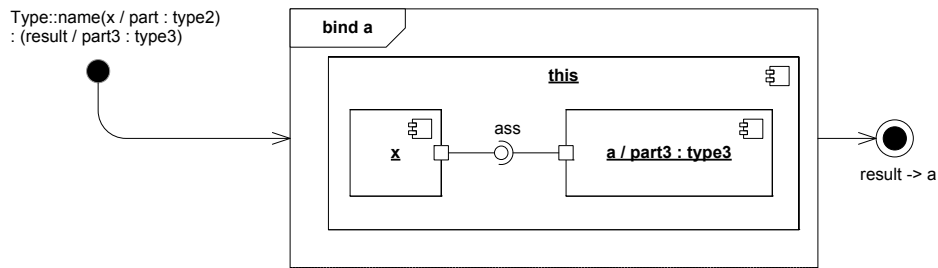 Type::name(x / part : type2)
: (result / part3 : type3)
bind a
this
ass
x
a / part3 : type3
result -> a